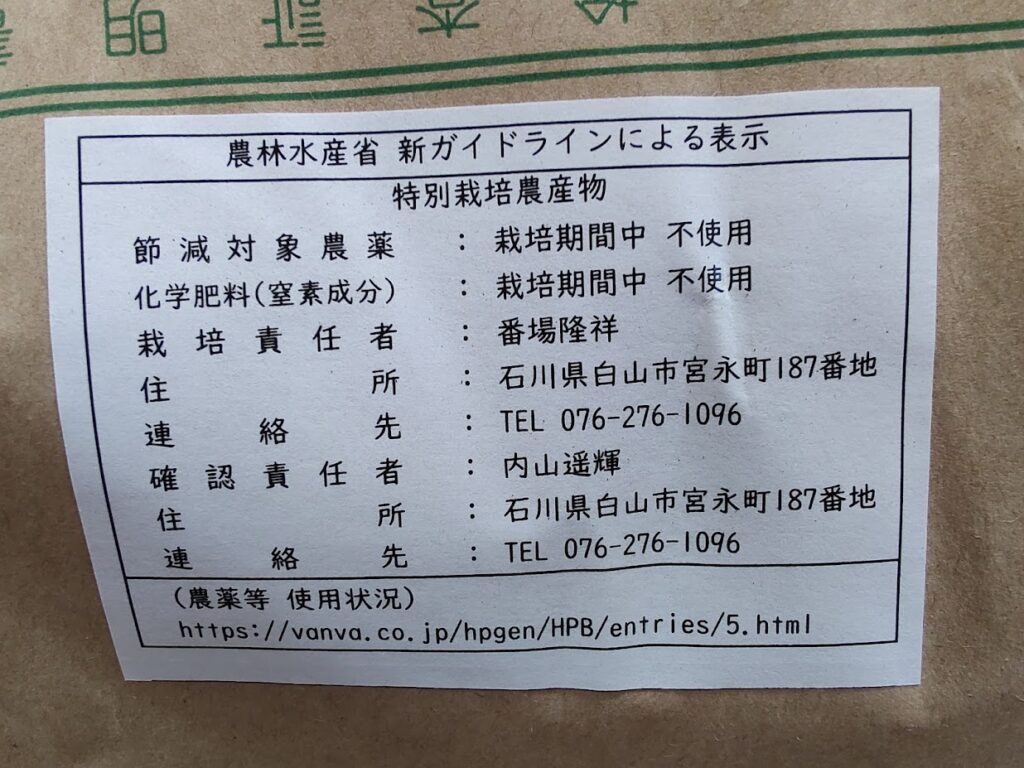 検査証明
農林水産省 新ガイドラインによる表示
特別栽培農産物
節減対象農薬 : 栽培期間中 不使用
化学肥料(窒素成分) : 栽培期間中 不使用
栽培責任者 : 番場隆祥
住所 : 石川県白山市宮永町187番地
連絡先 : TEL 076-276-1096
確認責任者 : 内山遥輝
住所 : 石川県白山市宮永町187番地
連絡先 : TEL 076-276-1096
(農薬等 使用状況)
https://vanva.co.jp/hpgen/HPB/entries/5.html